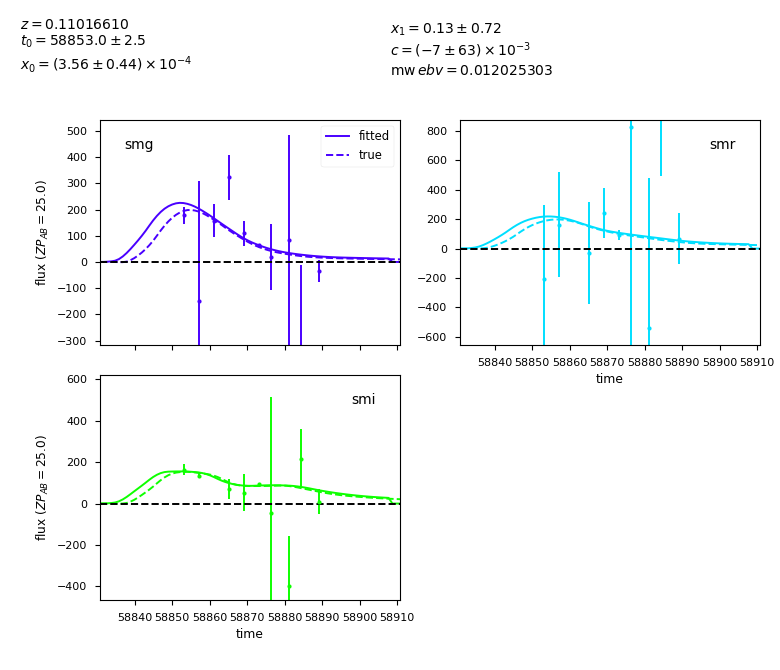 z = 0.11016610
t₀ = 58853.0 ± 2.5
x₀ = (3.56 ± 0.44) × 10⁻⁴
x₁ = 0.13 ± 0.72
c = (−7 ± 63) × 10⁻³
mw ebv = 0.012025303
smg
fitted
true
500
400
300
200
100
0
−100
−200
−300
flux (ZP_AB = 25.0)
smr
800
600
400
200
0
−200
−400
−600
58840 58850 58860 58870 58880 58890 58900 58910
time
smi
600
400
200
0
−200
−400
flux (ZP_AB = 25.0)
58840 58850 58860 58870 58880 58890 58900 58910
time